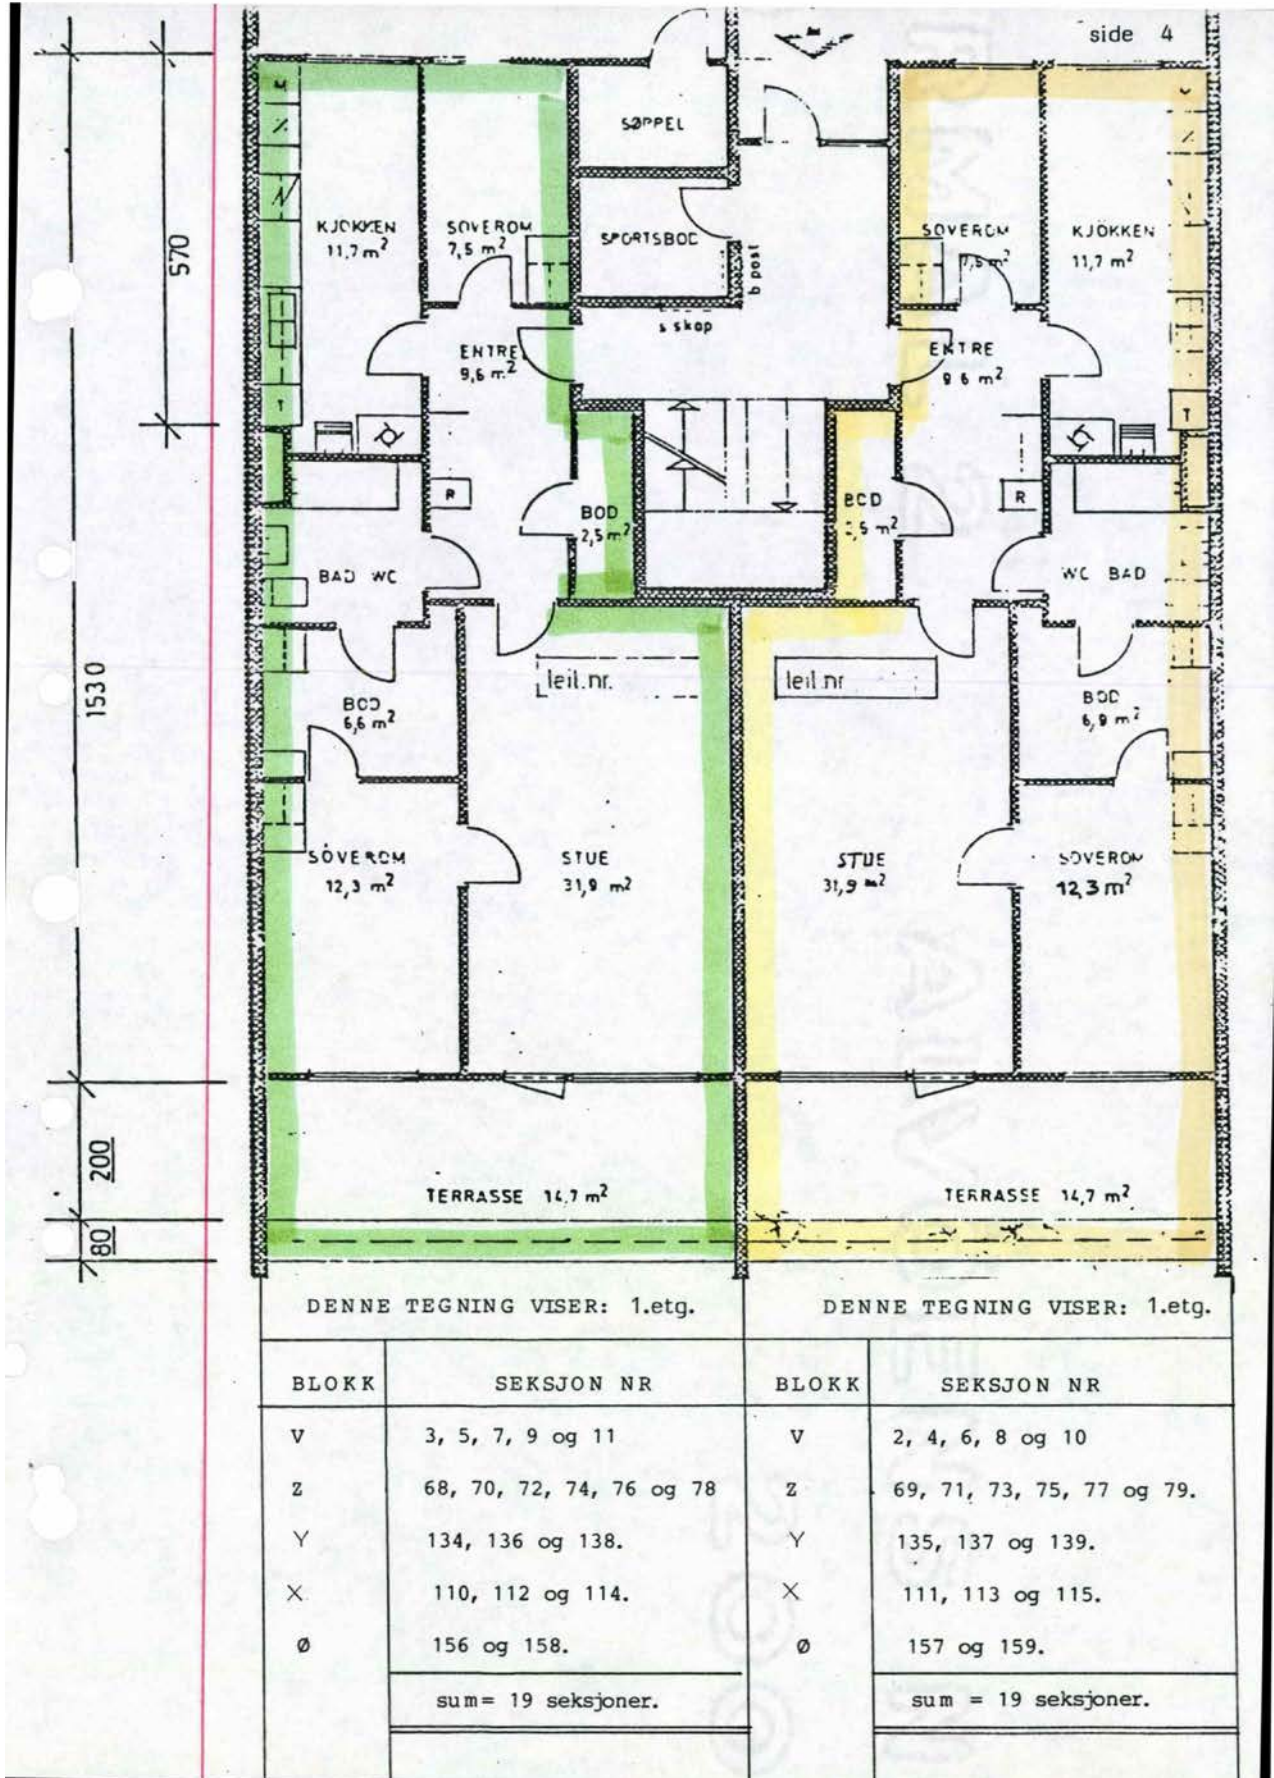 side 4
SØPPEL
KJÖKKEN
11,7 m²
SOVEROM
7,5 m²
SPORTSBOD
b post
SOVEROM
7,5 m²
KJÖKKEN
11,7 m²
570
s skap
ENTRE
9,6 m²
ENTRE
9 6 m²
T
T
R
R
BOD
2,5 m²
BOD
,5 m²
BAD WC
WC BAD
1530
leil.nr.
leil.nr
BOD
6,6 m²
BOD
6,9 m²
SOVEROM
12,3 m²
STUE
31,9 m²
STUE
31,9 m²
SOVEROM
12,3 m²
200
TERRASSE 14,7 m²
TERRASSE 14,7 m²
80
DENNE TEGNING VISER: 1.etg.
DENNE TEGNING VISER: 1.etg.
BLOKK SEKSJON NR
BLOKK SEKSJON NR
V 3, 5, 7, 9 og 11
V 2, 4, 6, 8 og 10
Z 68, 70, 72, 74, 76 og 78
Z 69, 71, 73, 75, 77 og 79.
Y 134, 136 og 138.
Y 135, 137 og 139.
X 110, 112 og 114.
X 111, 113 og 115.
Ø 156 og 158.
Ø 157 og 159.
sum= 19 seksjoner.
sum = 19 seksjoner.